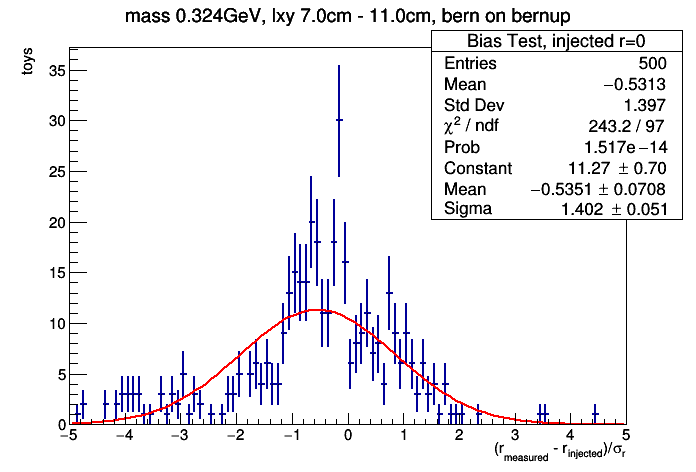 mass 0.324GeV, lxy 7.0cm - 11.0cm, bern on bernup
Bias Test, injected r=0
Entries 500
Mean −0.5313
Std Dev 1.397
χ² / ndf 243.2 / 97
Prob 1.517e−14
Constant 11.27 ± 0.70
Mean −0.5351 ± 0.0708
Sigma 1.402 ± 0.051
toys
35
30
25
20
15
10
5
0
−5 −4 −3 −2 −1 0 1 2 3 4 5
(r_measured - r_injected)/σ_r